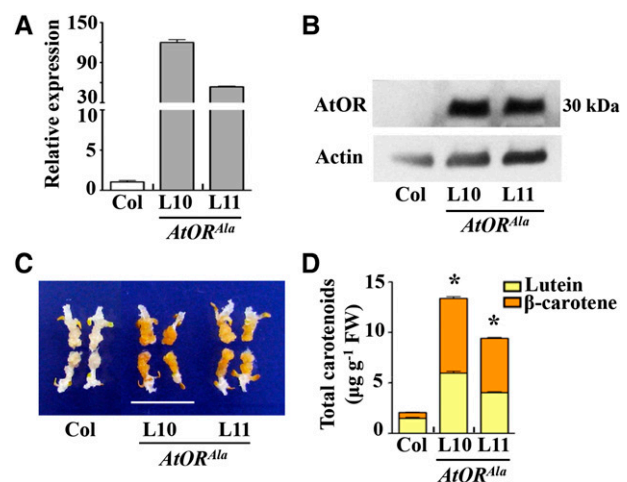 A
Relative expression
150
90
30
10
5
2
0
Col
L10
L11
AtOR^Ala
B
AtOR
30 kDa
Actin
Col
L10
L11
AtOR^Ala
C
Col
L10
L11
AtOR^Ala
D
Lutein
β-carotene
Total carotenoids
(µg g⁻¹ FW)
15
10
5
0
Col
L10
L11
*
*
AtOR^Ala